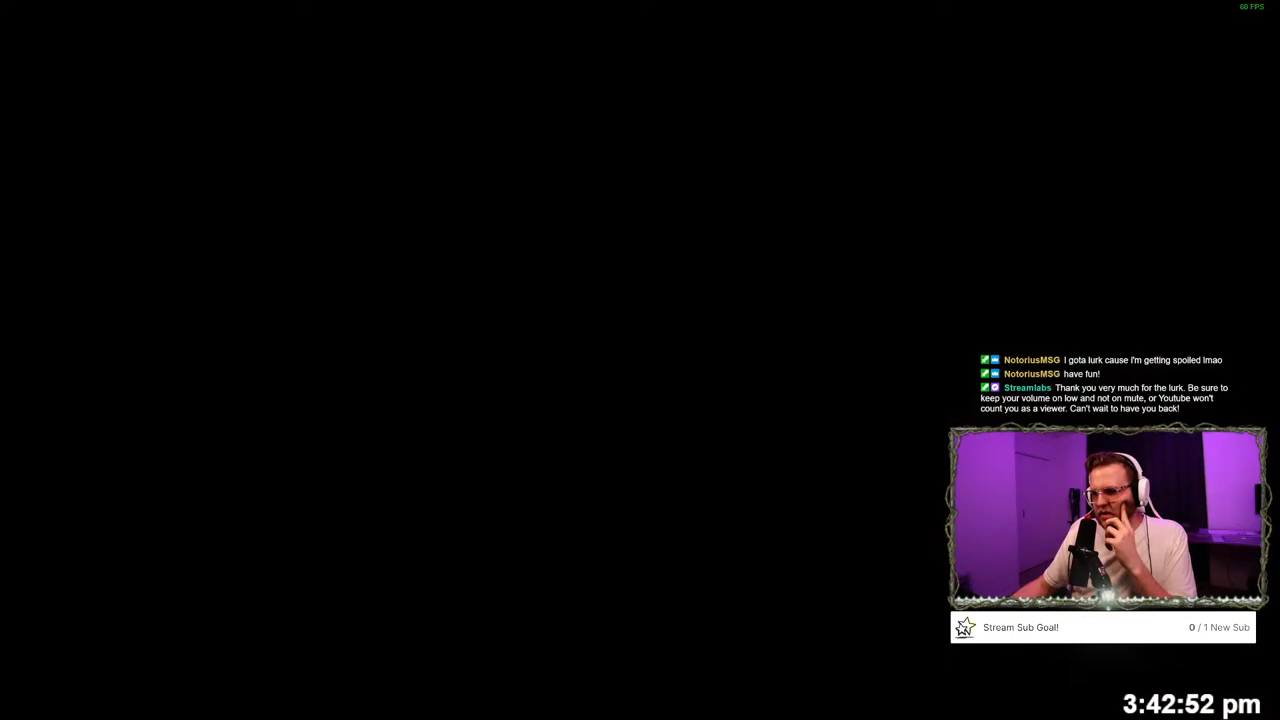 60 FPS
NotoriusMSG I gota lurk cause i'm getting spoiled lmao
NotoriusMSG have fun!
Streamlabs Thank you very much for the lurk. Be sure to
keep your volume on low and not on mute, or Youtube won't
count you as a viewer. Can't wait to have you back!
Stream Sub Goal! 0 / 1 New Sub
3:42:52 pm